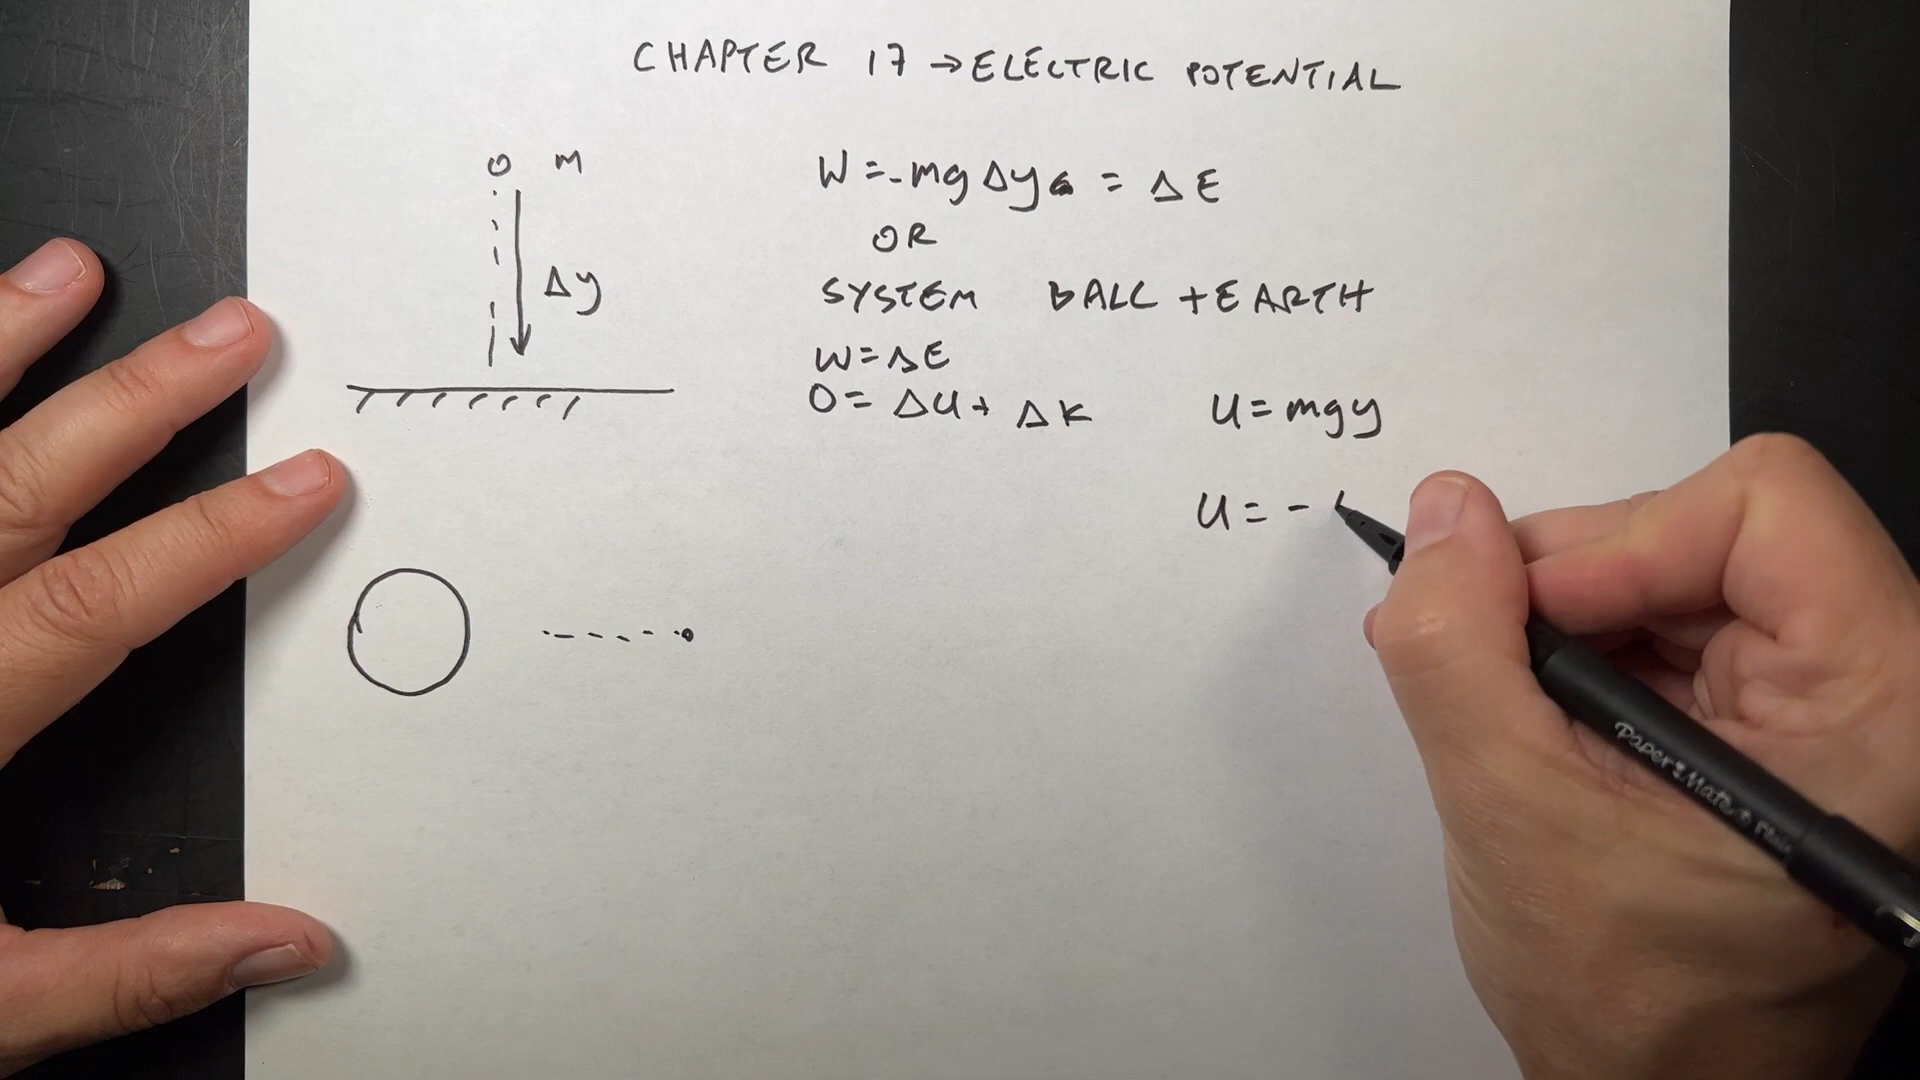 CHAPTER 17 → ELECTRIC POTENTIAL
m
Δy
W = -mgΔy = ΔE
OR
SYSTEM BALL + EARTH
W = ΔE
0 = ΔU + ΔK
U = mgy
U = -
Paper Mate